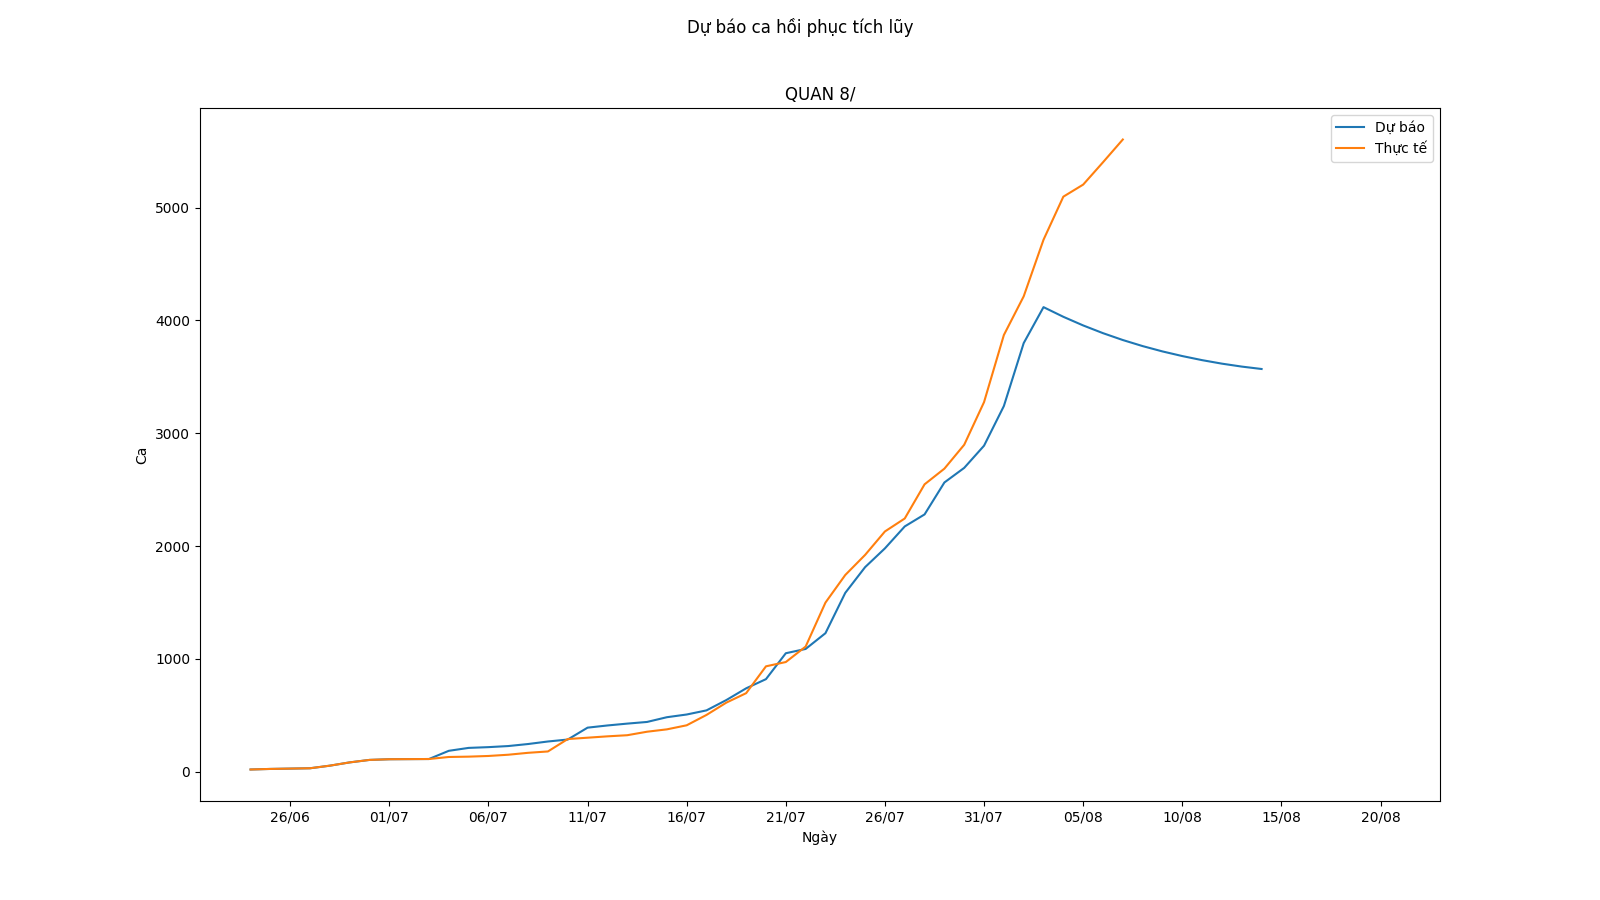 Dự báo ca hồi phục tích lũy
QUAN 8/
Dự báo
Thực tế
5000
4000
3000
2000
1000
0
Ca
26/06 01/07 06/07 11/07 16/07 21/07 26/07 31/07 05/08 10/08 15/08 20/08
Ngày